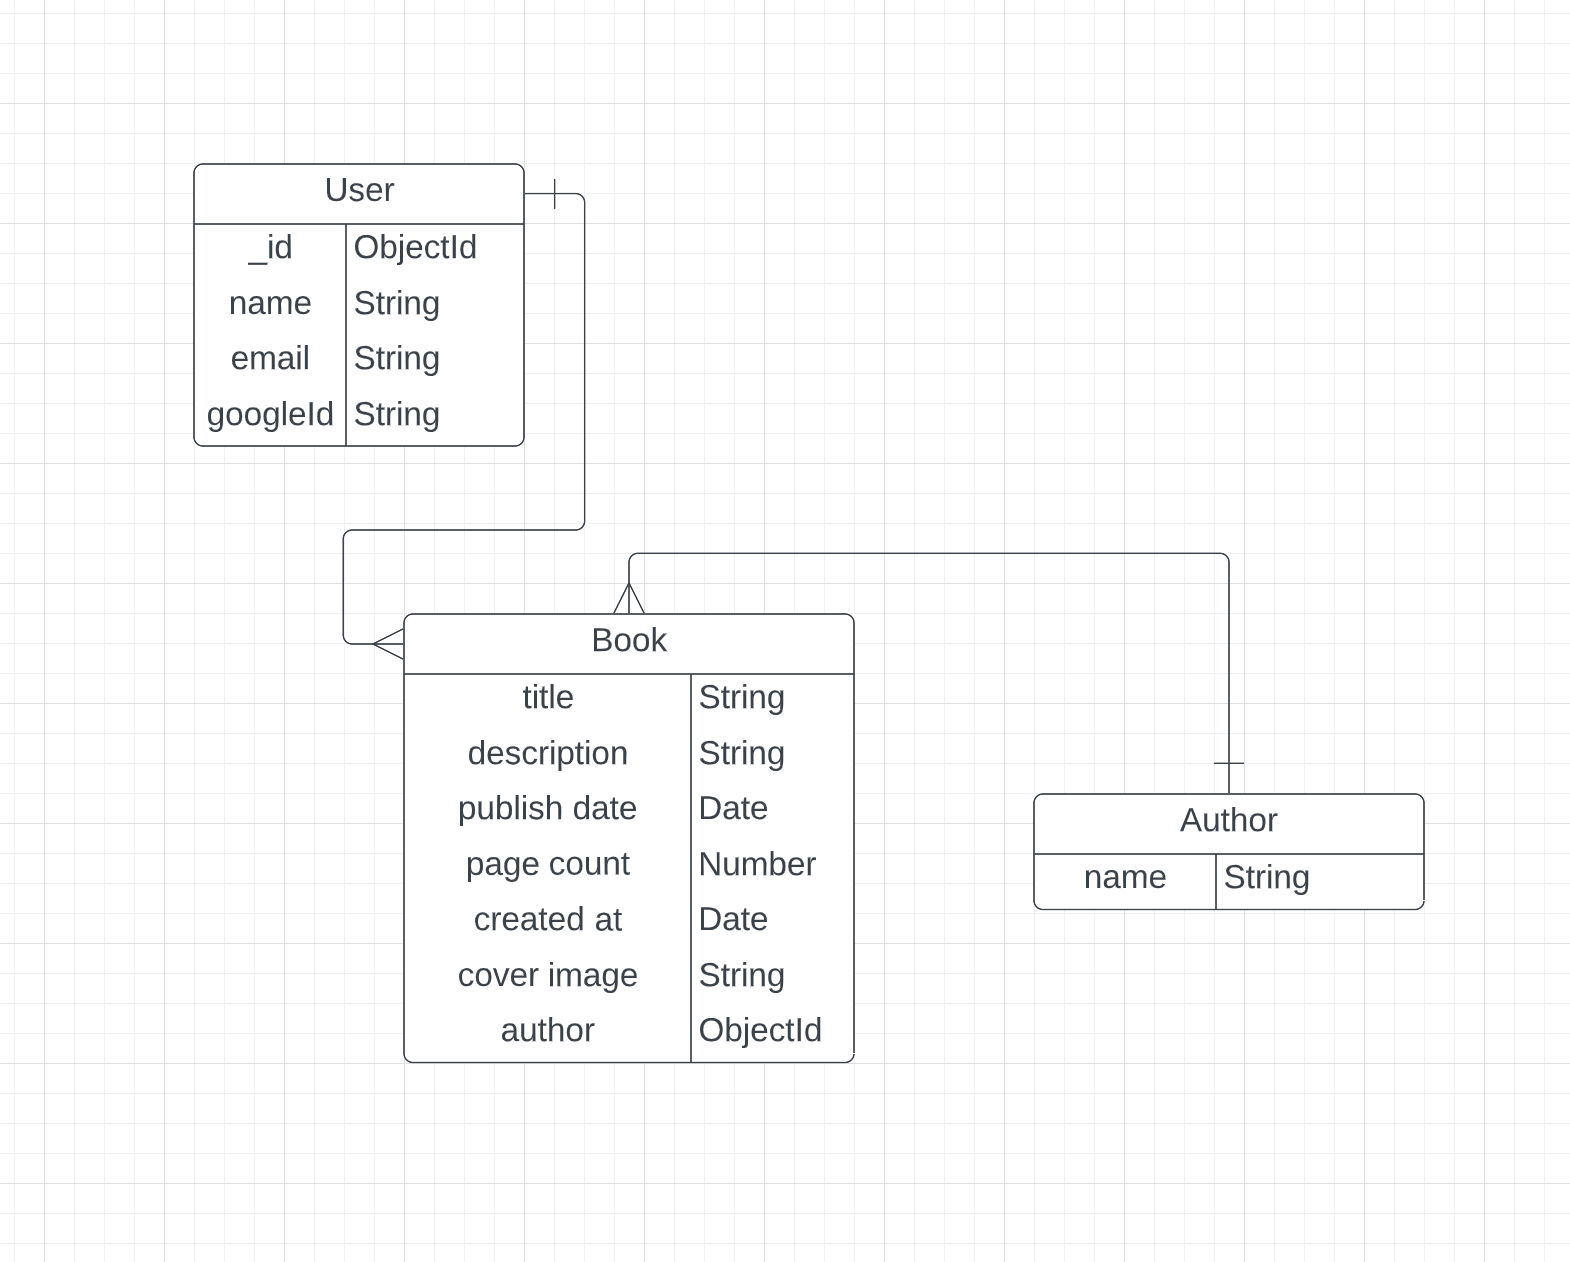 User
_id ObjectId
name String
email String
googleId String
Book
title String
description String
publish date Date
page count Number
created at Date
cover image String
author ObjectId
Author
name String